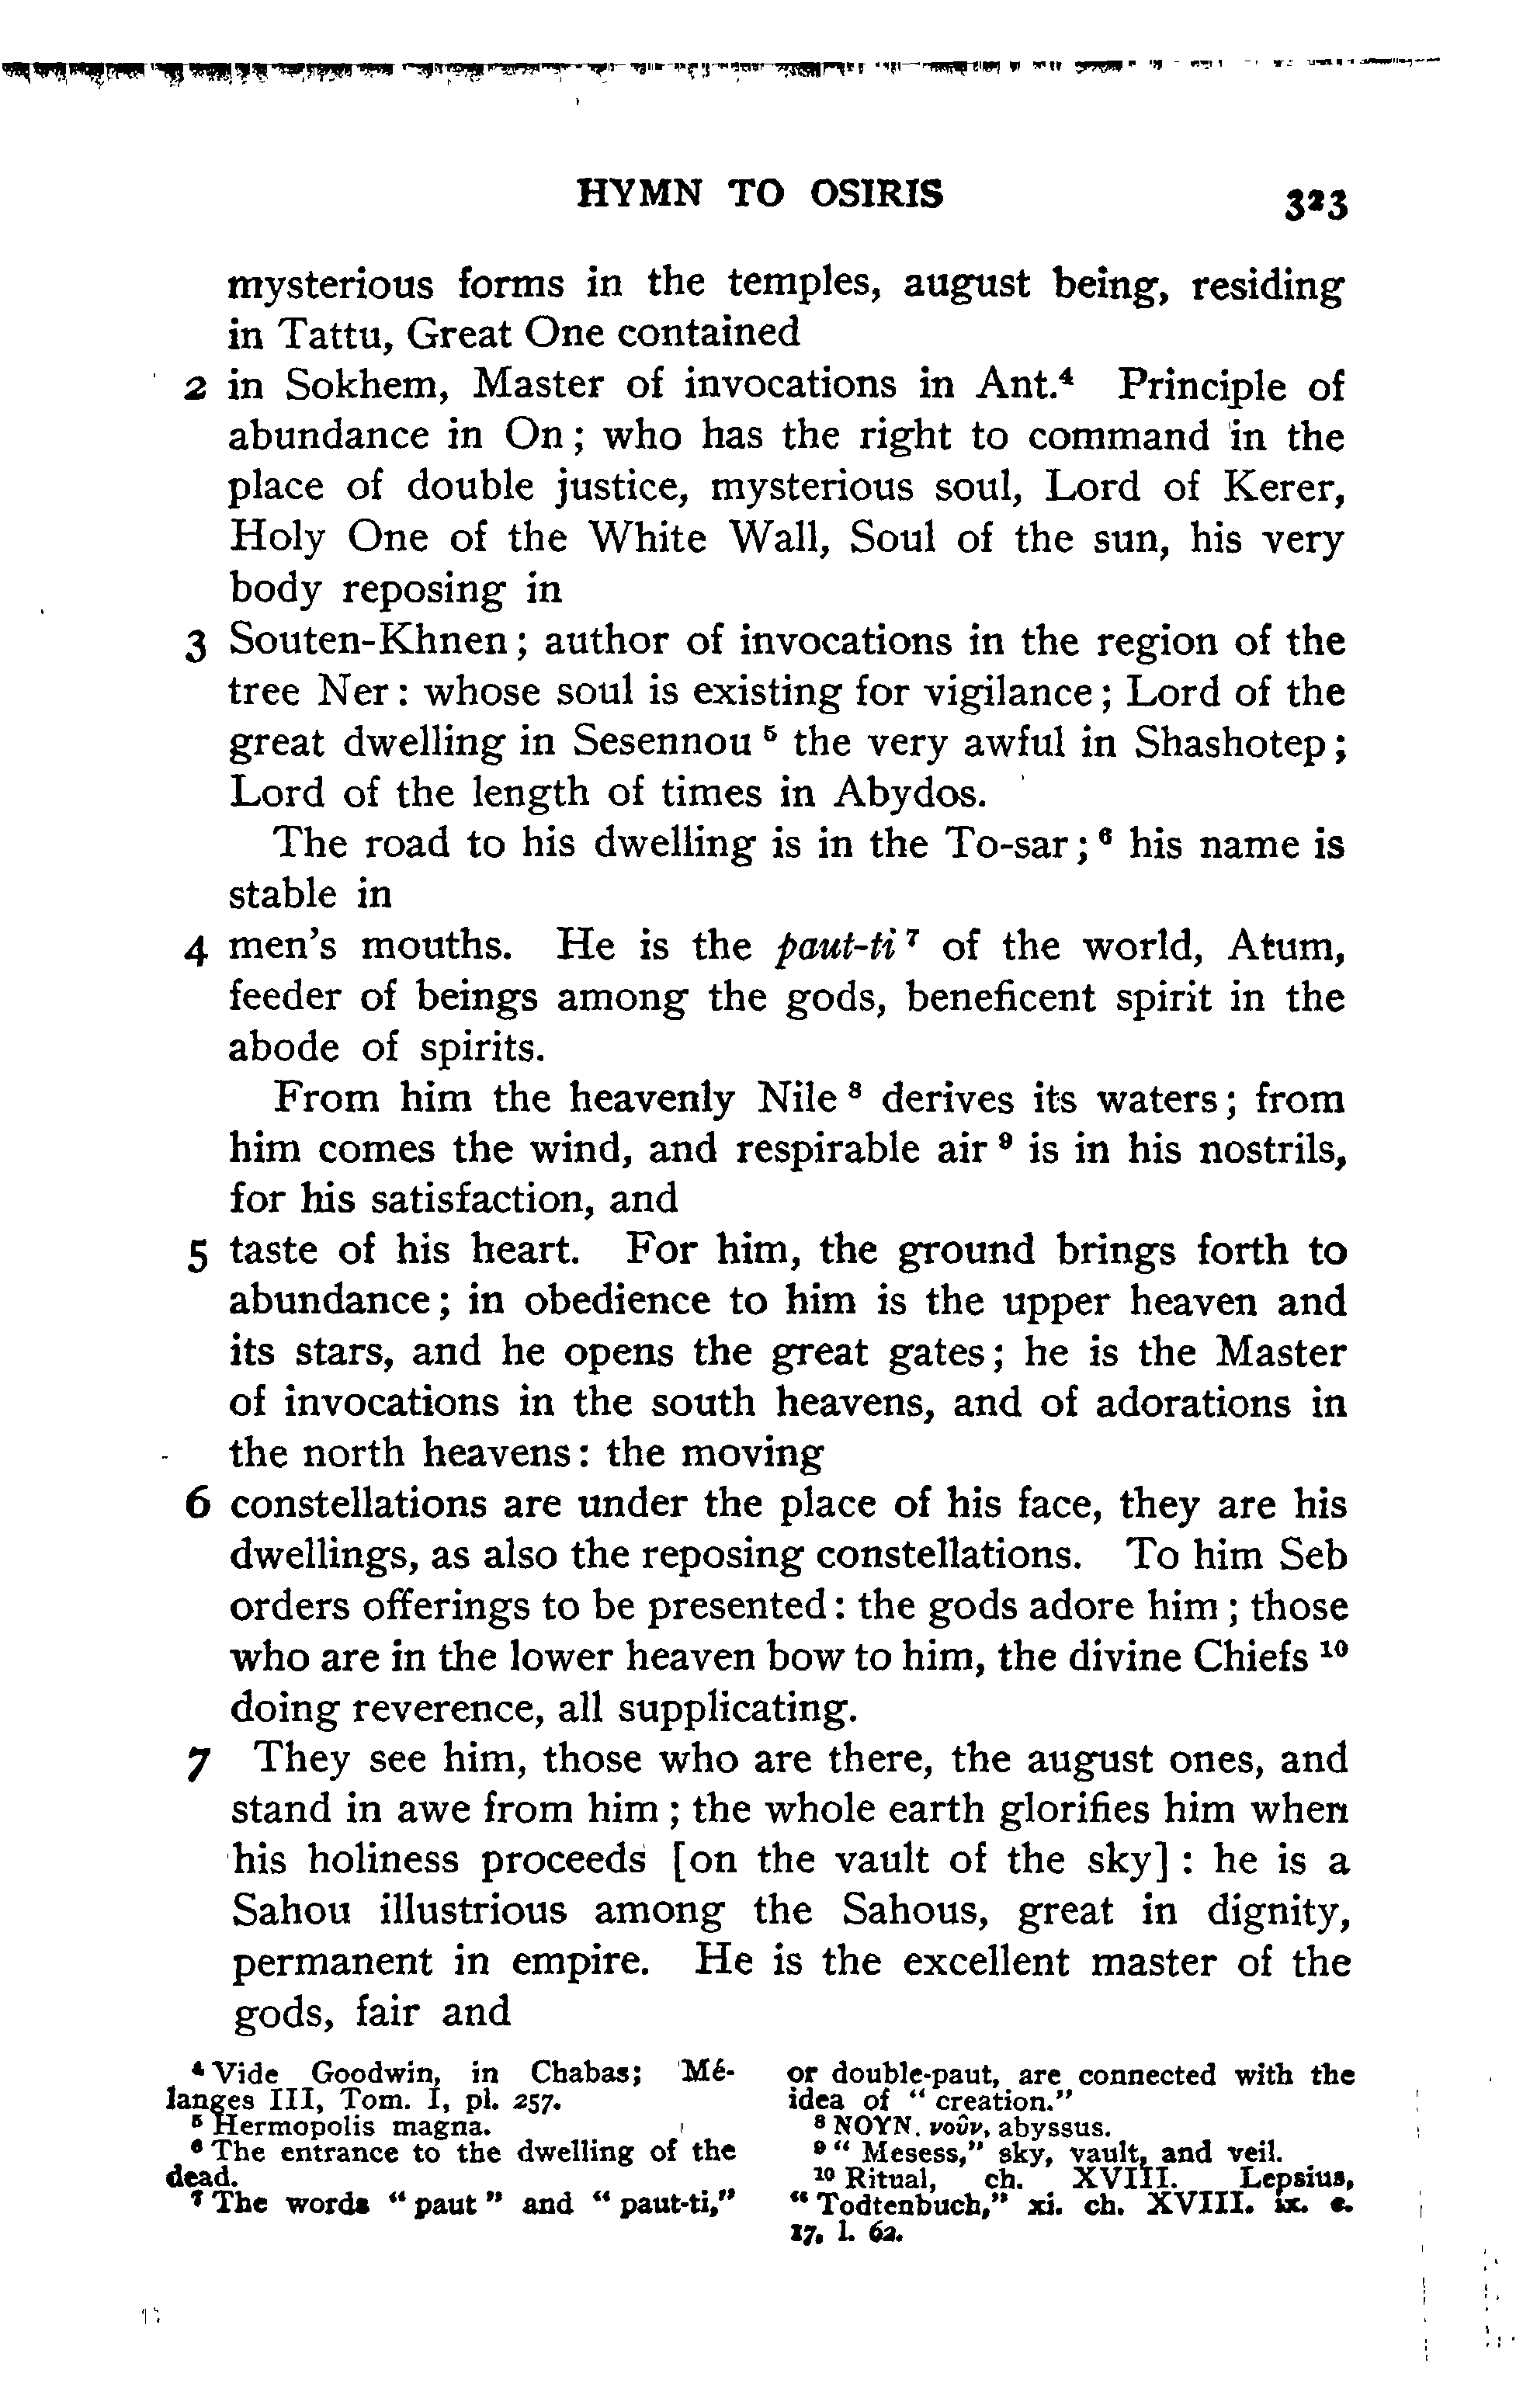 HYMN TO OSIRIS 323
mysterious forms in the temples, august being, residing
in Tattu, Great One contained
2 in Sokhem, Master of invocations in Ant.⁴ Principle of
abundance in On; who has the right to command in the
place of double justice, mysterious soul, Lord of Kerer,
Holy One of the White Wall, Soul of the sun, his very
body reposing in
3 Souten-Khnen; author of invocations in the region of the
tree Ner: whose soul is existing for vigilance; Lord of the
great dwelling in Sesennou ⁵ the very awful in Shashotep;
Lord of the length of times in Abydos.
The road to his dwelling is in the To-sar; ⁶ his name is
stable in
4 men's mouths. He is the paut-ti ⁷ of the world, Atum,
feeder of beings among the gods, beneficent spirit in the
abode of spirits.
From him the heavenly Nile ⁸ derives its waters; from
him comes the wind, and respirable air ⁹ is in his nostrils,
for his satisfaction, and
5 taste of his heart. For him, the ground brings forth to
abundance; in obedience to him is the upper heaven and
its stars, and he opens the great gates; he is the Master
of invocations in the south heavens, and of adorations in
the north heavens: the moving
6 constellations are under the place of his face, they are his
dwellings, as also the reposing constellations. To him Seb
orders offerings to be presented: the gods adore him; those
who are in the lower heaven bow to him, the divine Chiefs ¹⁰
doing reverence, all supplicating.
7 They see him, those who are there, the august ones, and
stand in awe from him; the whole earth glorifies him when
his holiness proceeds [on the vault of the sky]: he is a
Sahou illustrious among the Sahous, great in dignity,
permanent in empire. He is the excellent master of the
gods, fair and
⁴ Vide Goodwin, in Chabas; Mé-
langes III, Tom. I, pl. 257.
⁵ Hermopolis magna.
⁶ The entrance to the dwelling of the
dead.
⁷ The words "paut" and "paut-ti,"
or double-paut, are connected with the
idea of "creation."
⁸ NOYN. νοῦν, abyssus.
⁹ "Mesess," sky, vault, and veil.
¹⁰ Ritual, ch. XVIII. Lepsius,
"Todtenbuch," xi. ch. XVIII. ix. e.
17, l. 62.